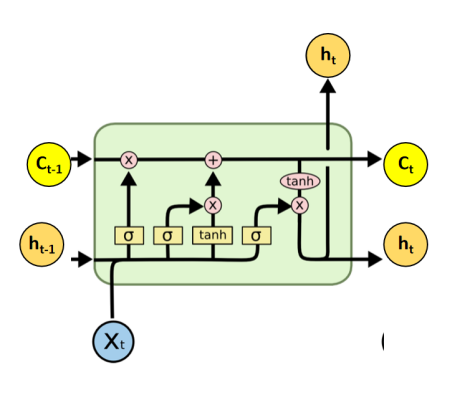 hₜ
x
+
Cₜ₋₁
Cₜ
tanh
x
x
σ
σ
tanh
σ
hₜ₋₁
hₜ
Xₜ